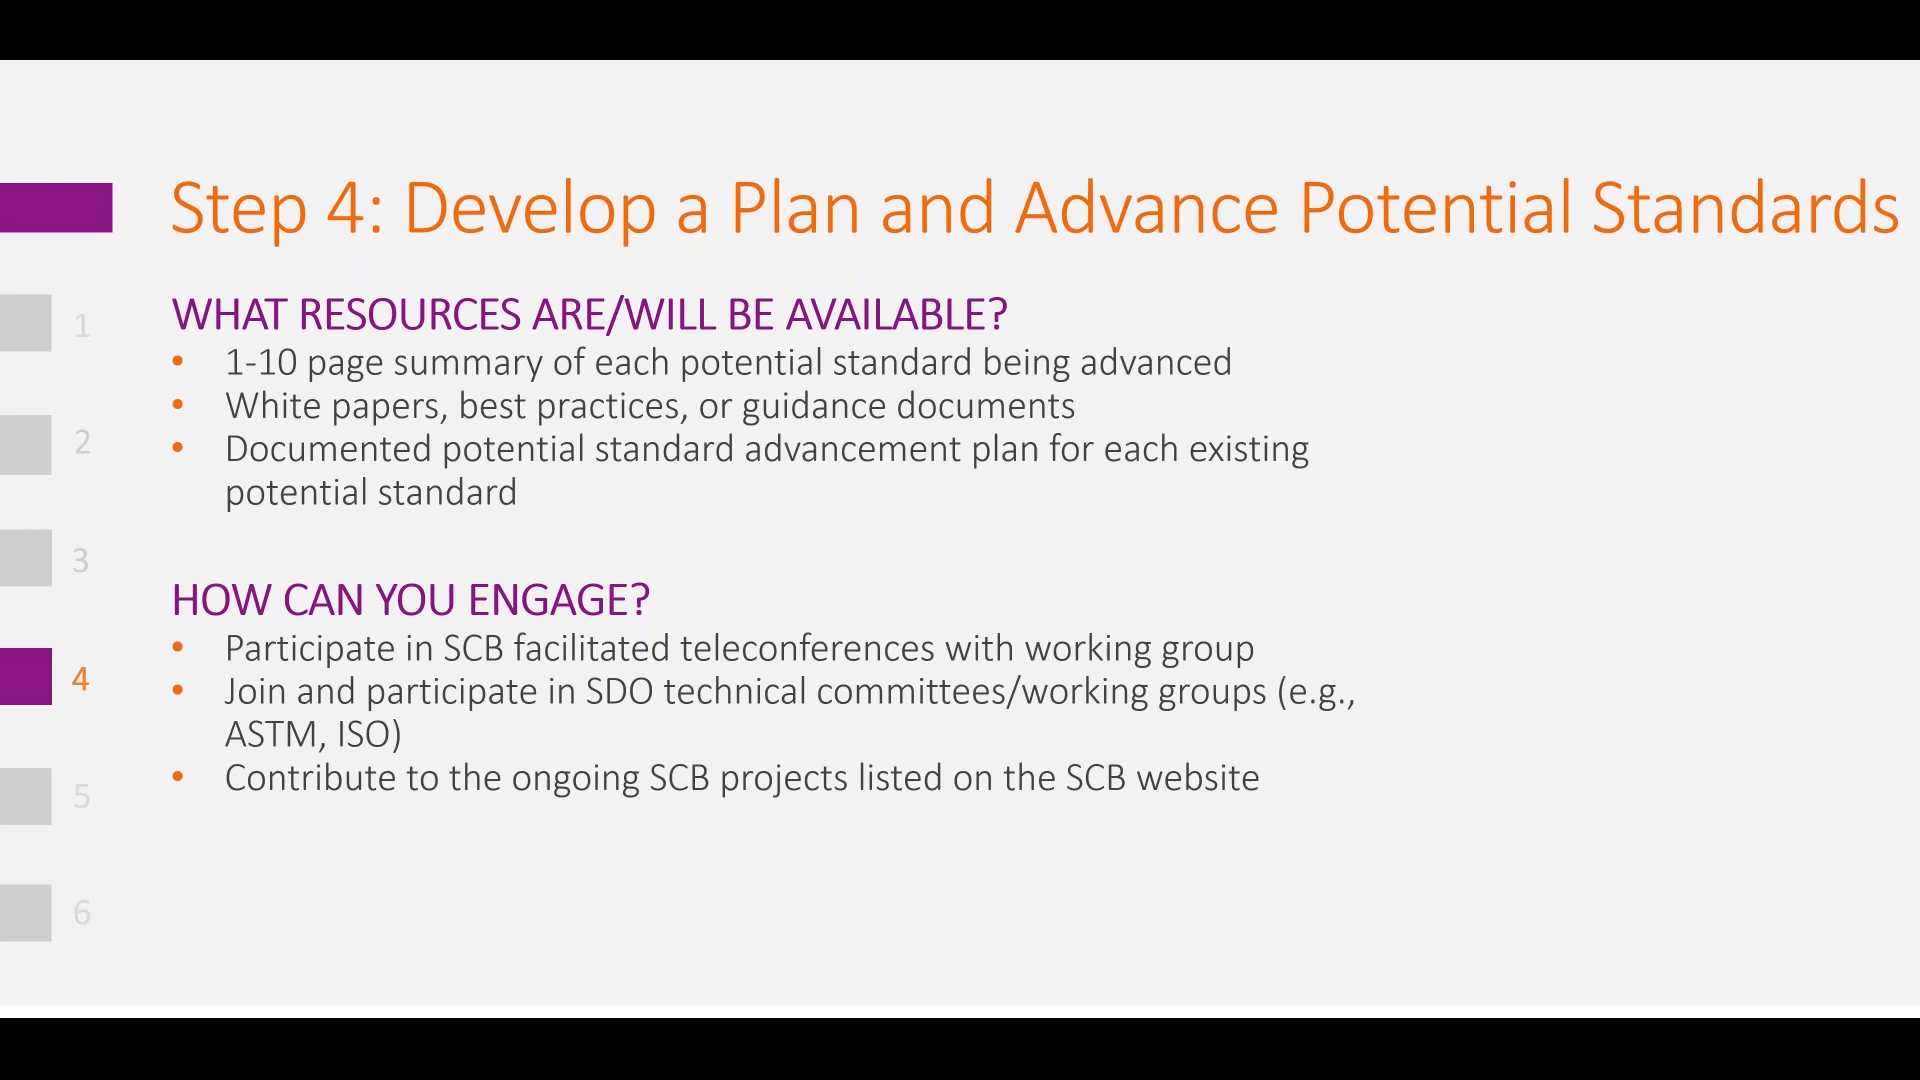 Step 4: Develop a Plan and Advance Potential Standards
WHAT RESOURCES ARE/WILL BE AVAILABLE?
• 1-10 page summary of each potential standard being advanced
• White papers, best practices, or guidance documents
• Documented potential standard advancement plan for each existing
potential standard
HOW CAN YOU ENGAGE?
• Participate in SCB facilitated teleconferences with working group
• Join and participate in SDO technical committees/working groups (e.g.,
ASTM, ISO)
• Contribute to the ongoing SCB projects listed on the SCB website
1
2
3
4
5
6